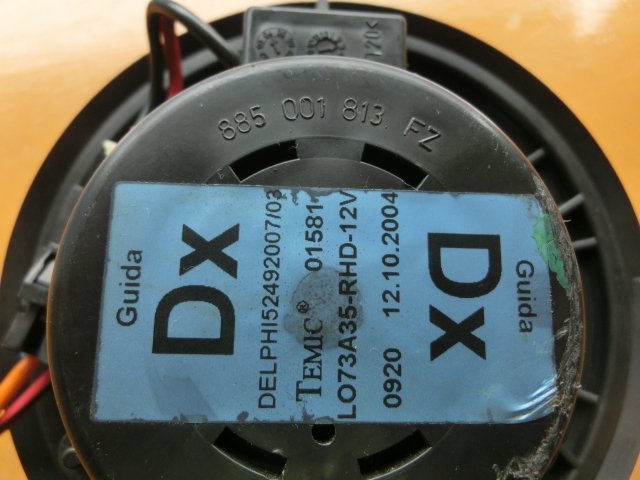 120<
885 001 813 FZ
Guida
Dx
DELPHI52492007/03
TEMIC® 01581
LO73A35-RHD-12V
0920 12.10.2004
Dx
Guida